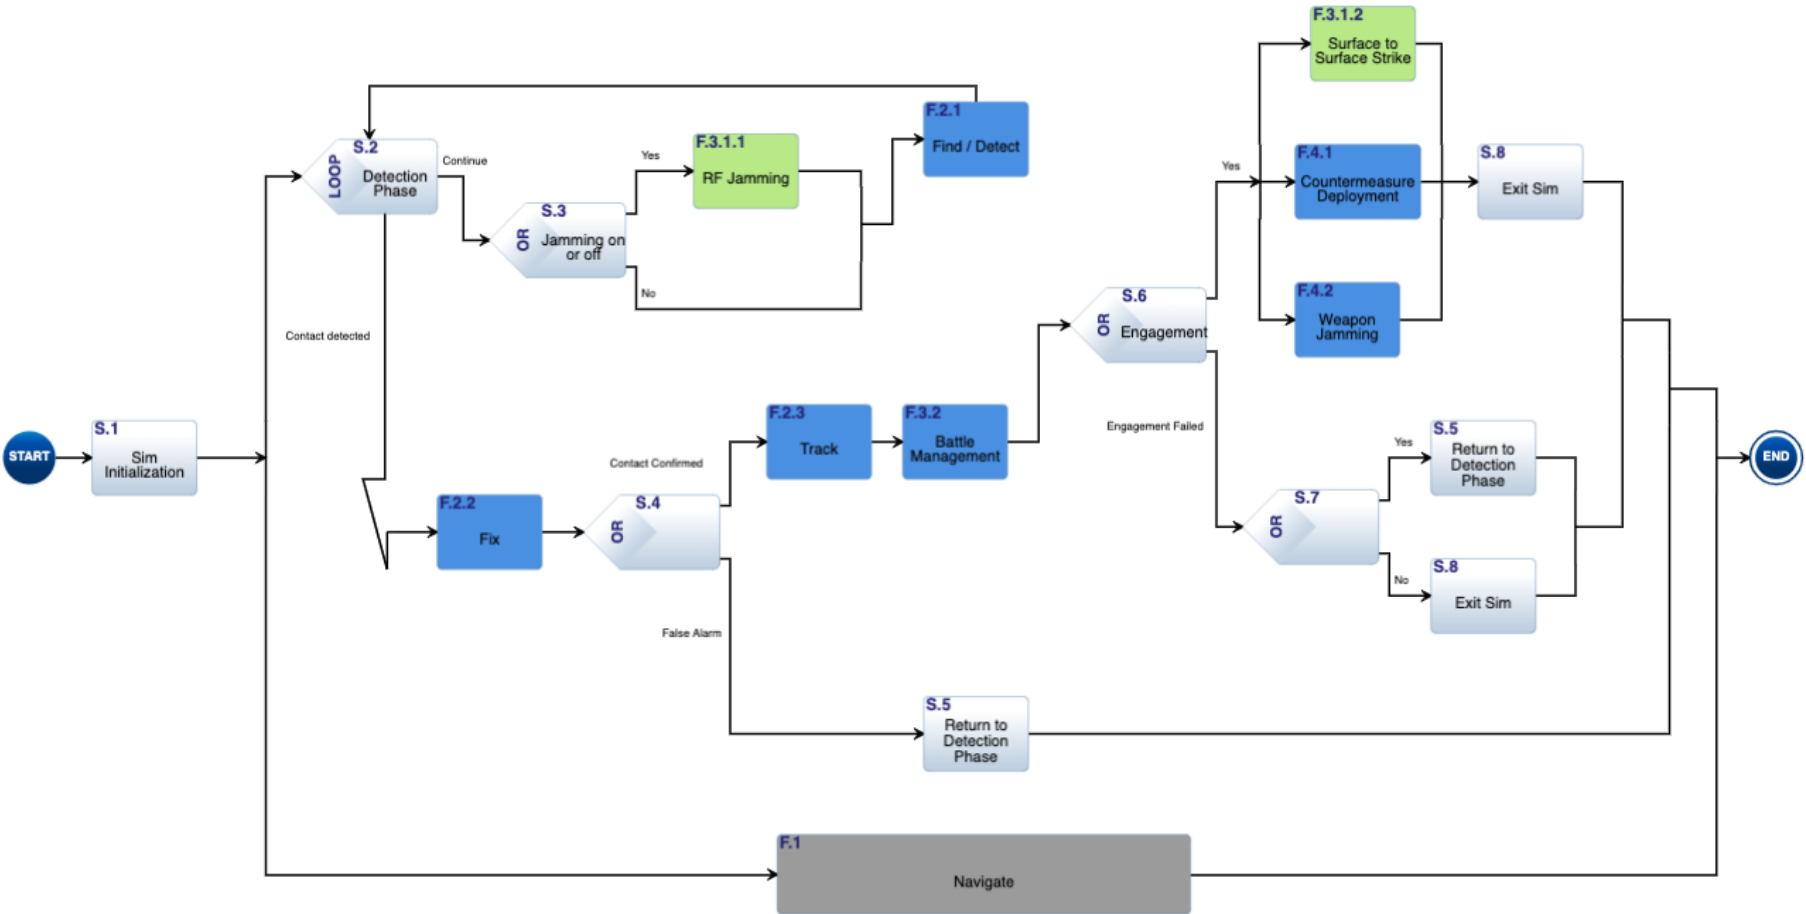 F.3.1.2
Surface to
Surface Strike
F.2.1
Find / Detect
S.2
LOOP
Detection
Phase
Continue
F.3.1.1
Yes
RF Jamming
F.4.1
Yes
Countermeasure
Deployment
S.8
Exit Sim
S.3
OR
Jamming on
or off
No
F.4.2
Weapon
Jamming
S.6
OR
Engagement
Contact detected
Engagement Failed
START
S.1
Sim
Initialization
F.2.3
Track
F.3.2
Battle
Management
Contact Confirmed
S.5
Yes
Return to
Detection
Phase
END
F.2.2
Fix
S.4
OR
S.7
OR
No
S.8
Exit Sim
False Alarm
S.5
Return to
Detection
Phase
F.1
Navigate